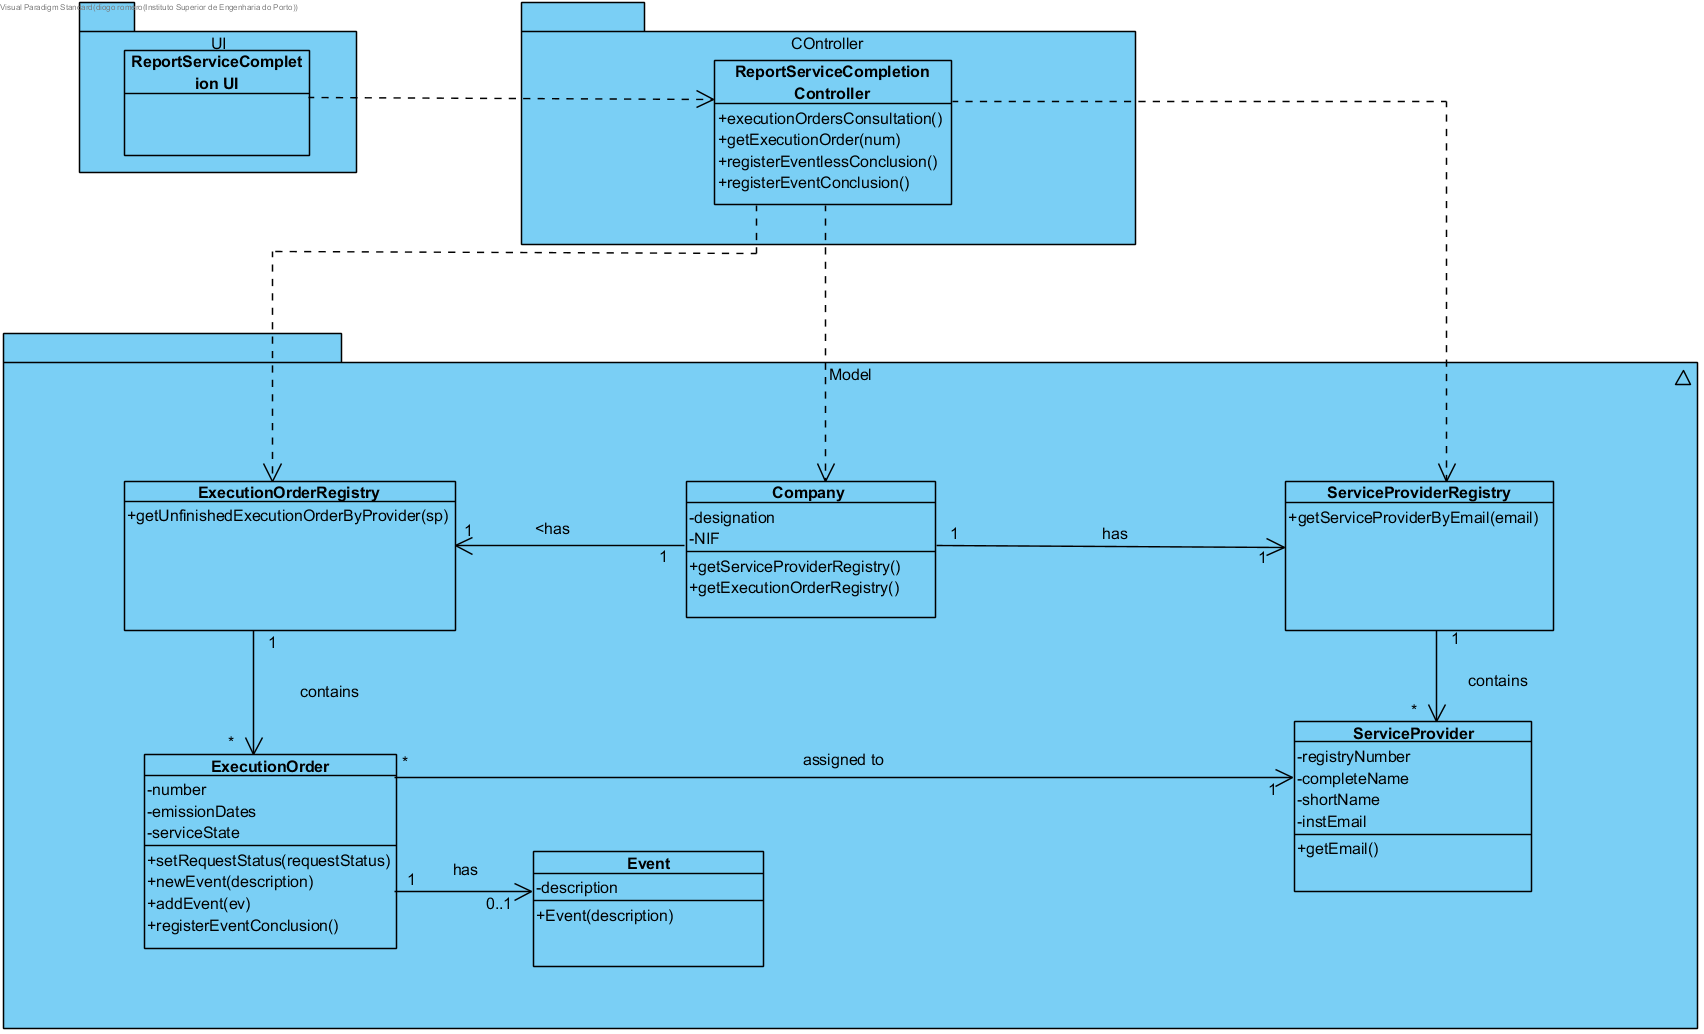 Visual Paradigm Standard(diogo romero(Instituto Superior de Engenharia do Porto))
UI
ReportServiceComplet
ion UI
COntroller
ReportServiceCompletion
Controller
+executionOrdersConsultation()
+getExecutionOrder(num)
+registerEventlessConclusion()
+registerEventConclusion()
Model
ExecutionOrderRegistry
+getUnfinishedExecutionOrderByProvider(sp)
1
<has
1
Company
-designation
-NIF
+getServiceProviderRegistry()
+getExecutionOrderRegistry()
1
has
1
ServiceProviderRegistry
+getServiceProviderByEmail(email)
1
contains
*
1
contains
*
ExecutionOrder
-number
-emissionDates
-serviceState
+setRequestStatus(requestStatus)
+newEvent(description)
+addEvent(ev)
+registerEventConclusion()
*
assigned to
1
ServiceProvider
-registryNumber
-completeName
-shortName
-instEmail
+getEmail()
1
has
0..1
Event
-description
+Event(description)